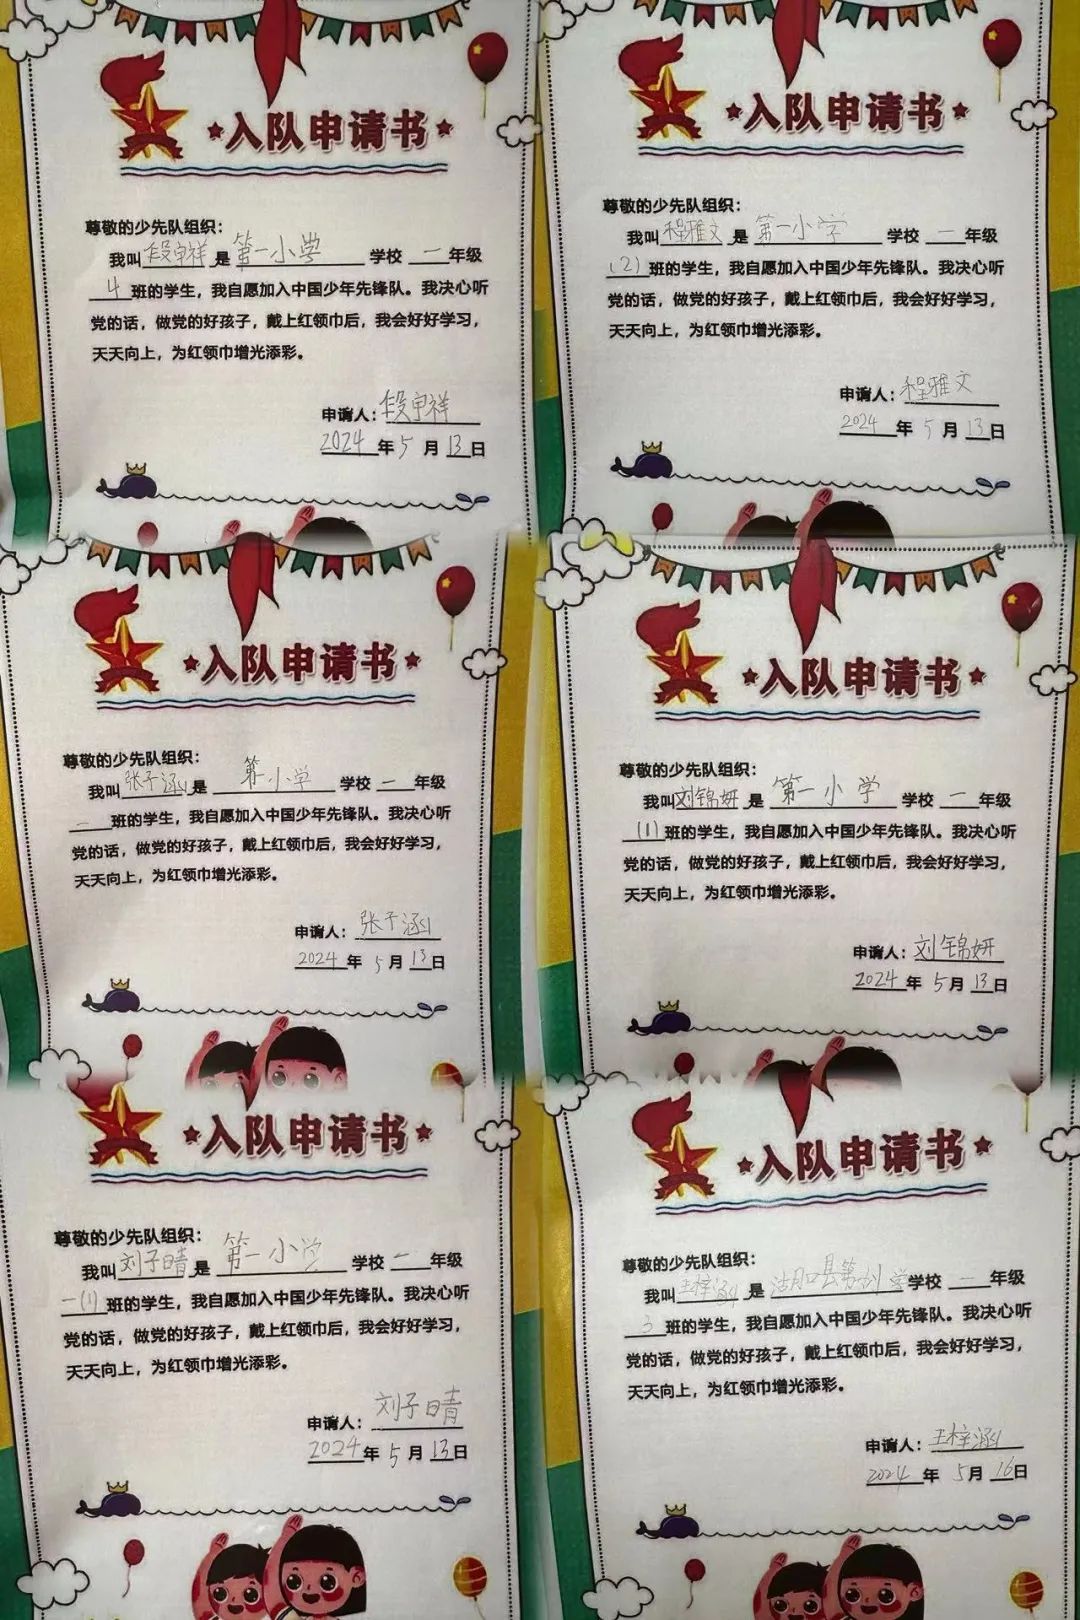 入队申请书
尊敬的少先队组织：
我叫段申祥是第一小学学校一年级
4班的学生，我自愿加入中国少年先锋队。我决心听
党的话，做党的好孩子，戴上红领巾后，我会好好学习，
天天向上，为红领巾增光添彩。
申请人：段申祥
2024年5月13日
入队申请书
尊敬的少先队组织：
我叫程雅文是第一小学学校一年级
(2)班的学生，我自愿加入中国少年先锋队。我决心听
党的话，做党的好孩子，戴上红领巾后，我会好好学习，
天天向上，为红领巾增光添彩。
申请人：程雅文
2024年5月13日
入队申请书
尊敬的少先队组织：
我叫张子涵是第一小学学校一年级
二班的学生，我自愿加入中国少年先锋队。我决心听
党的话，做党的好孩子，戴上红领巾后，我会好好学习，
天天向上，为红领巾增光添彩。
申请人：张子涵
2024年5月13日
入队申请书
尊敬的少先队组织：
我叫刘锦妍是第一小学学校一年级
(1)班的学生，我自愿加入中国少年先锋队。我决心听
党的话，做党的好孩子，戴上红领巾后，我会好好学习，
天天向上，为红领巾增光添彩。
申请人：刘锦妍
2024年5月13日
入队申请书
尊敬的少先队组织：
我叫刘子晴是第一小学学校一年级
一(1)班的学生，我自愿加入中国少年先锋队。我决心听
党的话，做党的好孩子，戴上红领巾后，我会好好学习，
天天向上，为红领巾增光添彩。
申请人：刘子晴
2024年5月13日
入队申请书
尊敬的少先队组织：
我叫王梓涵是学校一年级
3班的学生，我自愿加入中国少年先锋队。我决心听
党的话，做党的好孩子，戴上红领巾后，我会好好学习，
天天向上，为红领巾增光添彩。
申请人：王梓涵
2024年5月16日